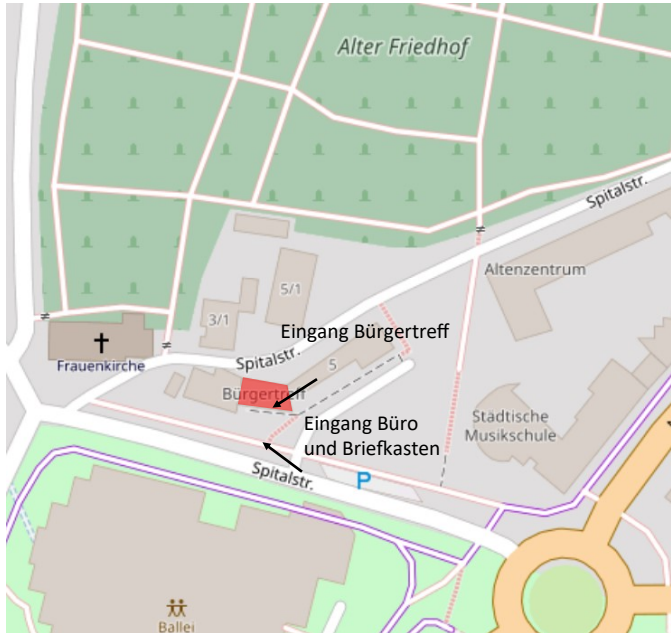 Alter Friedhof
Spitalstr.
Altenzentrum
5/1
3/1
Eingang Bürgertreff
Spitalstr.
Frauenkirche
5
Bürgertreff
Eingang Büro
und Briefkasten
Städtische
Musikschule
Spitalstr.
P
Ballei